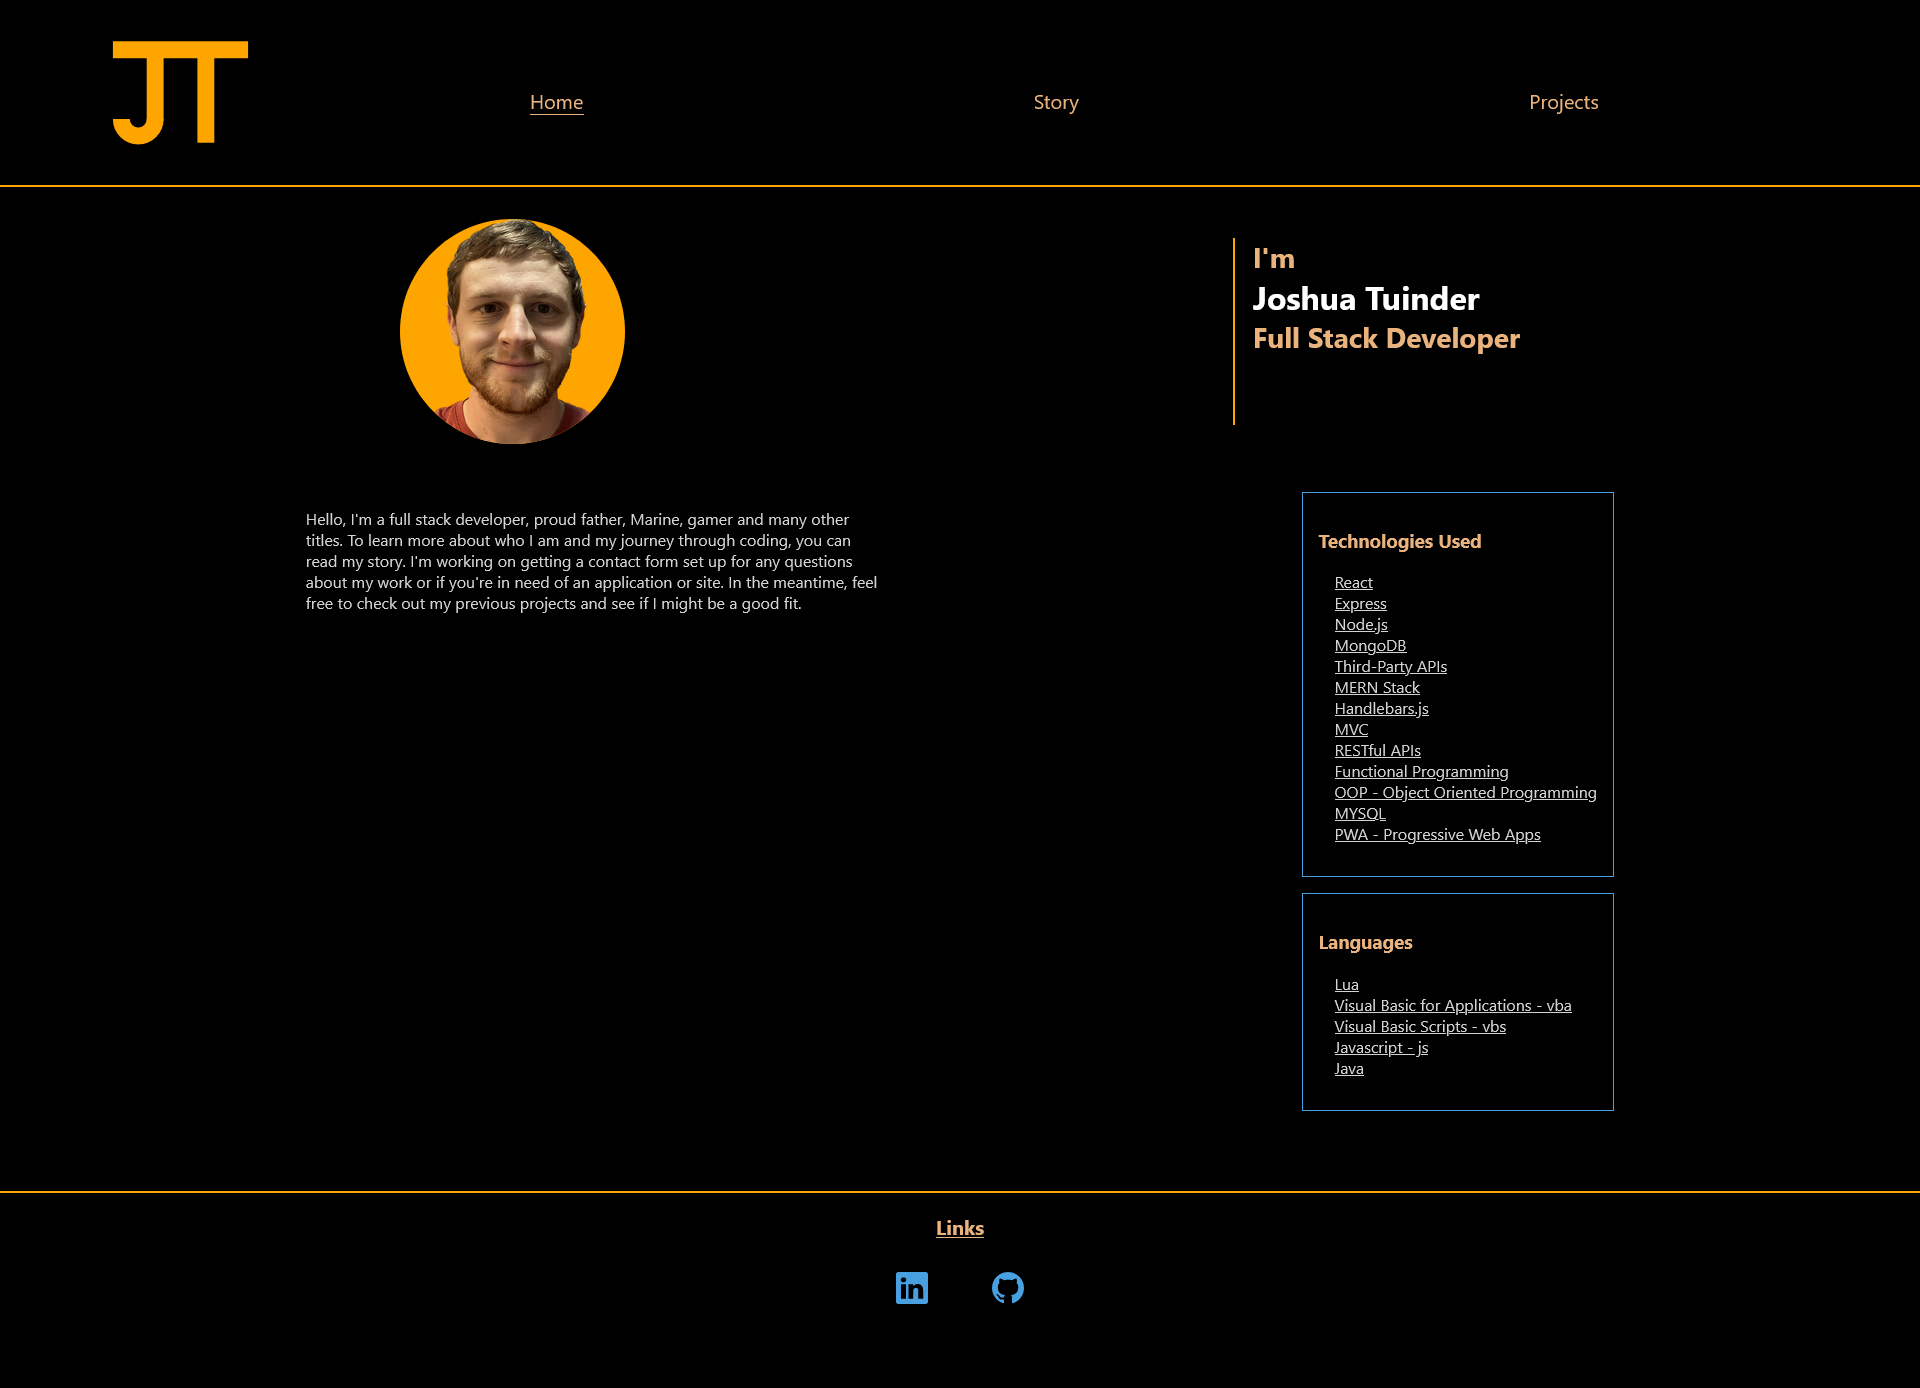 JT
Home
Story
Projects
I'm
Joshua Tuinder
Full Stack Developer
Hello, I'm a full stack developer, proud father, Marine, gamer and many other
titles. To learn more about who I am and my journey through coding, you can
read my story. I'm working on getting a contact form set up for any questions
about my work or if you're in need of an application or site. In the meantime, feel
free to check out my previous projects and see if I might be a good fit.
Technologies Used
React
Express
Node.js
MongoDB
Third-Party APIs
MERN Stack
Handlebars.js
MVC
RESTful APIs
Functional Programming
OOP - Object Oriented Programming
MYSQL
PWA - Progressive Web Apps
Languages
Lua
Visual Basic for Applications - vba
Visual Basic Scripts - vbs
Javascript - js
Java
Links
in